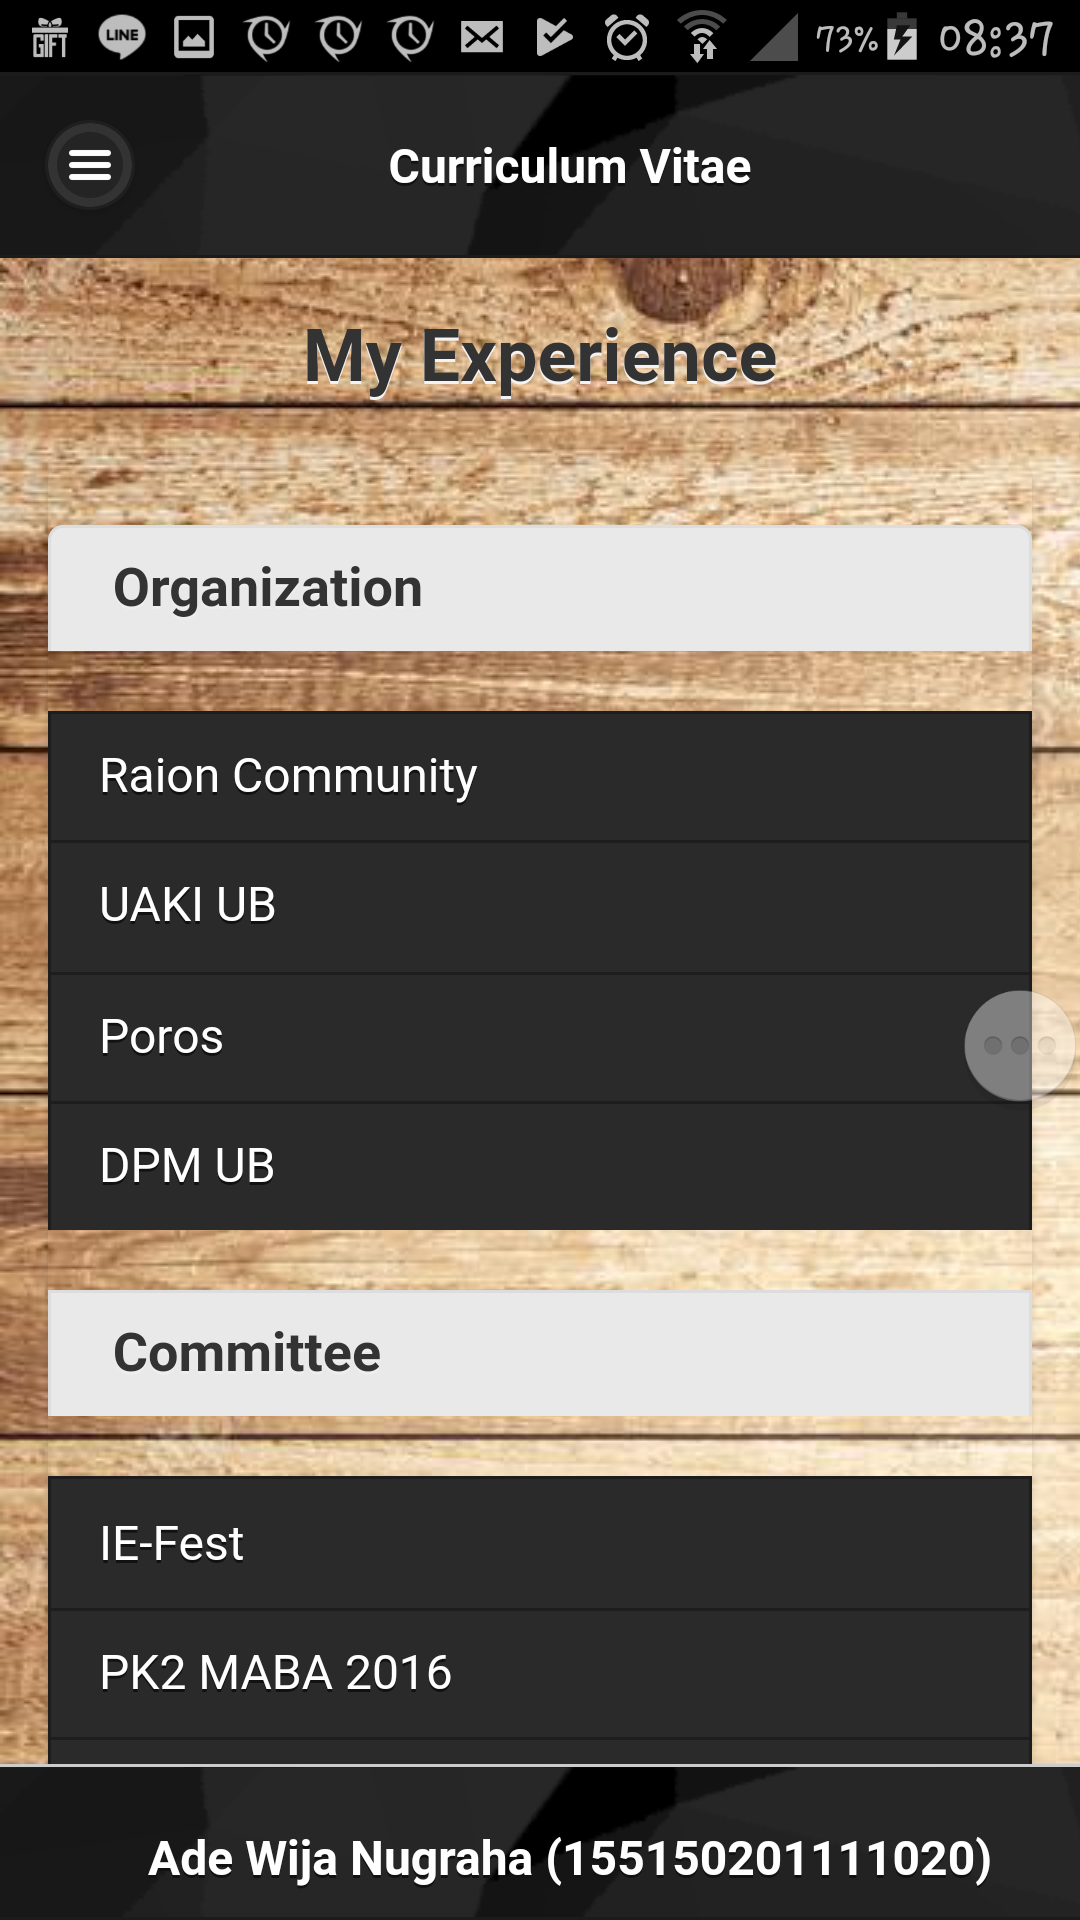 GIFT LINE 73% 08:37
Curriculum Vitae
My Experience
Organization
Raion Community
UAKI UB
Poros
DPM UB
Committee
IE-Fest
PK2 MABA 2016
Ade Wija Nugraha (155150201111020)